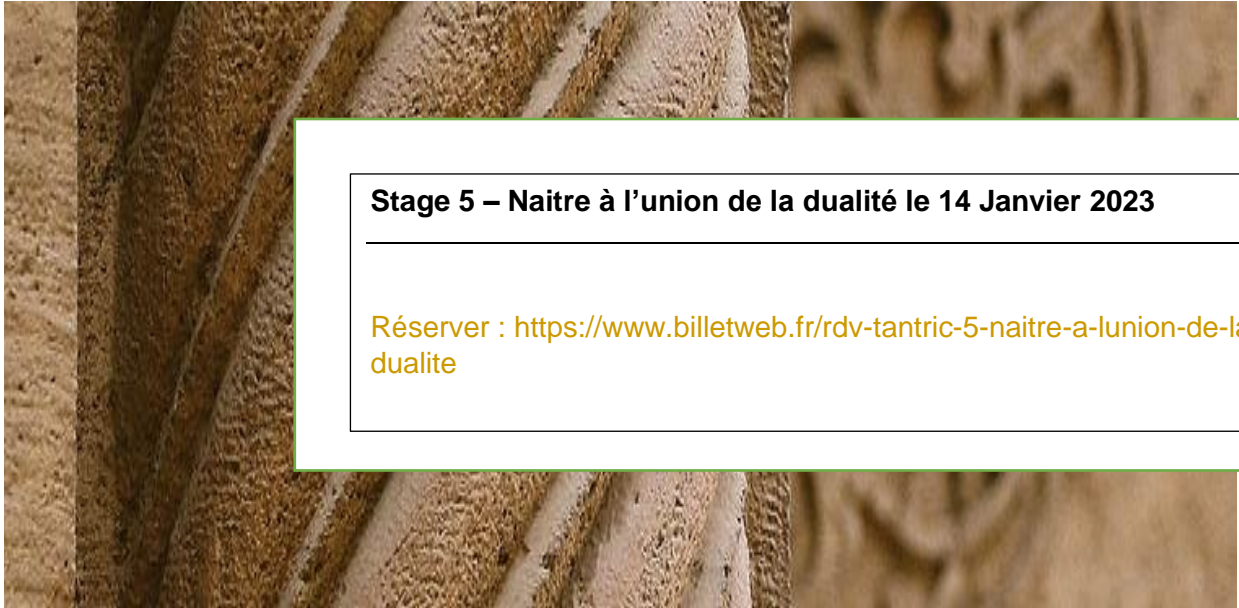 Stage 5 – Naitre à l’union de la dualité le 14 Janvier 2023
Réserver : https://www.billetweb.fr/rdv-tantric-5-naitre-a-lunion-de-la
dualite